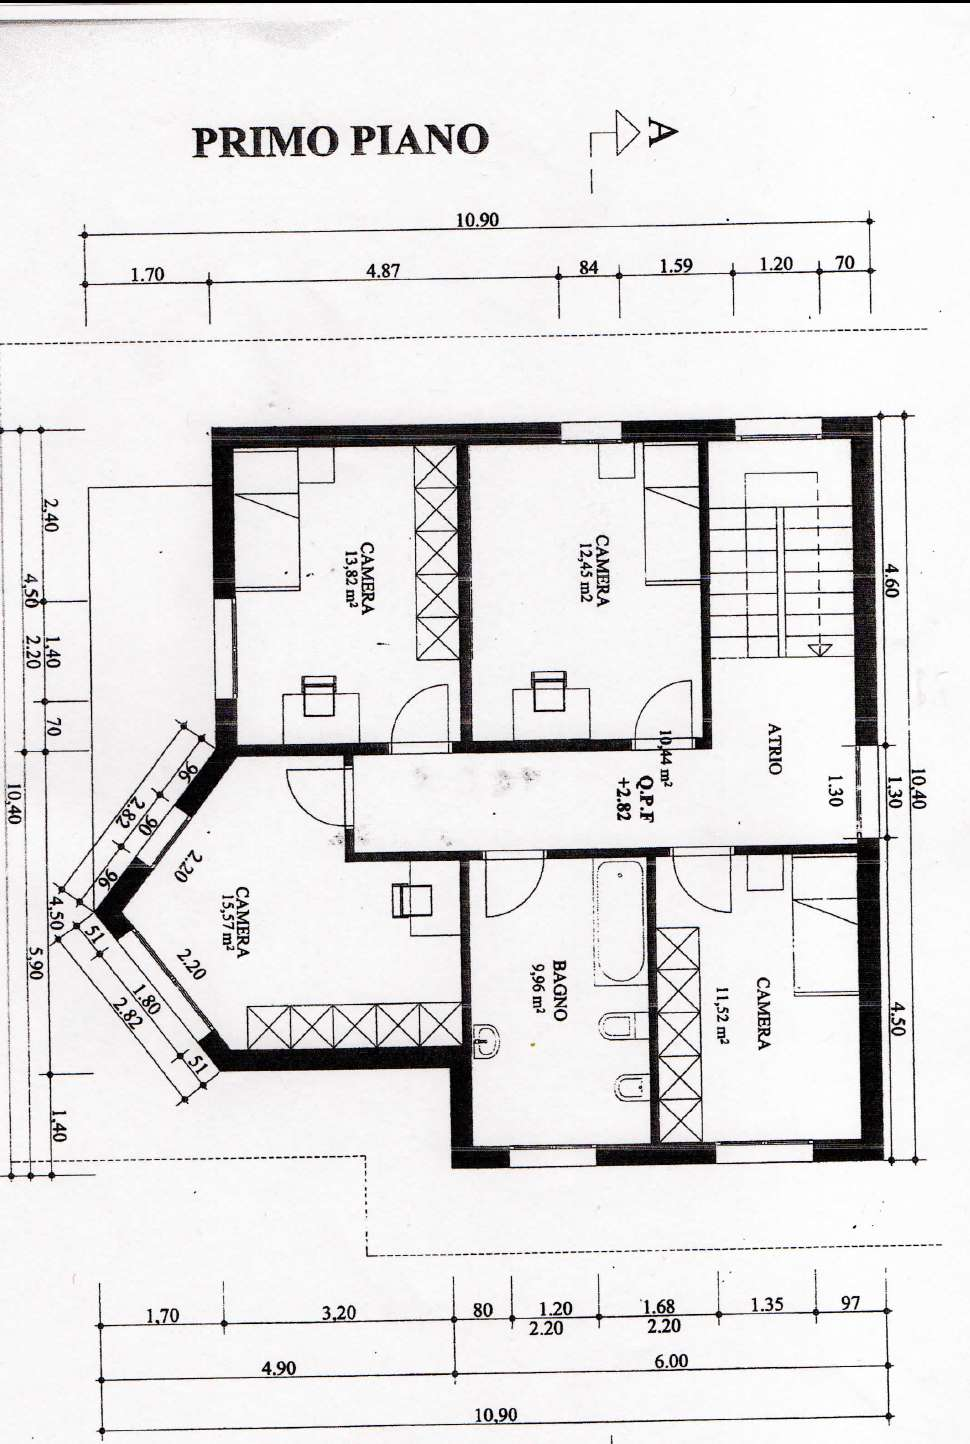 PRIMO PIANO
A
10.90
1.70
4.87
84
1.59
1.20
70
2,40
4,50
1,40
2.20
70
10,40
5,90
1,40
4.60
1.30
10,40
4.50
CAMERA
13,82 m²
CAMERA
12,45 m2
ATRIO
1.30
10,44 m²
Q.P.F
+2.82
96
2.82
90
96
2.20
4,50
51
1.80
2.82
51
2.20
CAMERA
15,57 m²
BAGNO
9,96 m²
CAMERA
11,52 m²
1,70
3,20
80
1.20
2.20
1.68
2.20
1.35
97
4.90
6.00
10,90